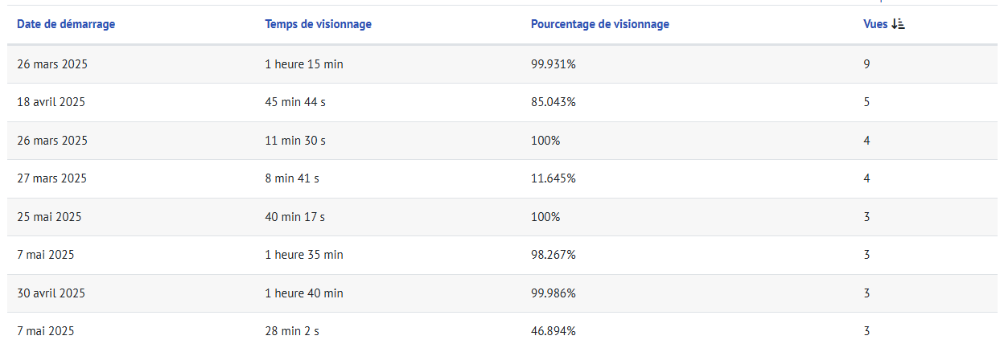 Date de démarrage Temps de visionnage Pourcentage de visionnage Vues
26 mars 2025 1 heure 15 min 99.931% 9
18 avril 2025 45 min 44 s 85.043% 5
26 mars 2025 11 min 30 s 100% 4
27 mars 2025 8 min 41 s 11.645% 4
25 mai 2025 40 min 17 s 100% 3
7 mai 2025 1 heure 35 min 98.267% 3
30 avril 2025 1 heure 40 min 99.986% 3
7 mai 2025 28 min 2 s 46.894% 3